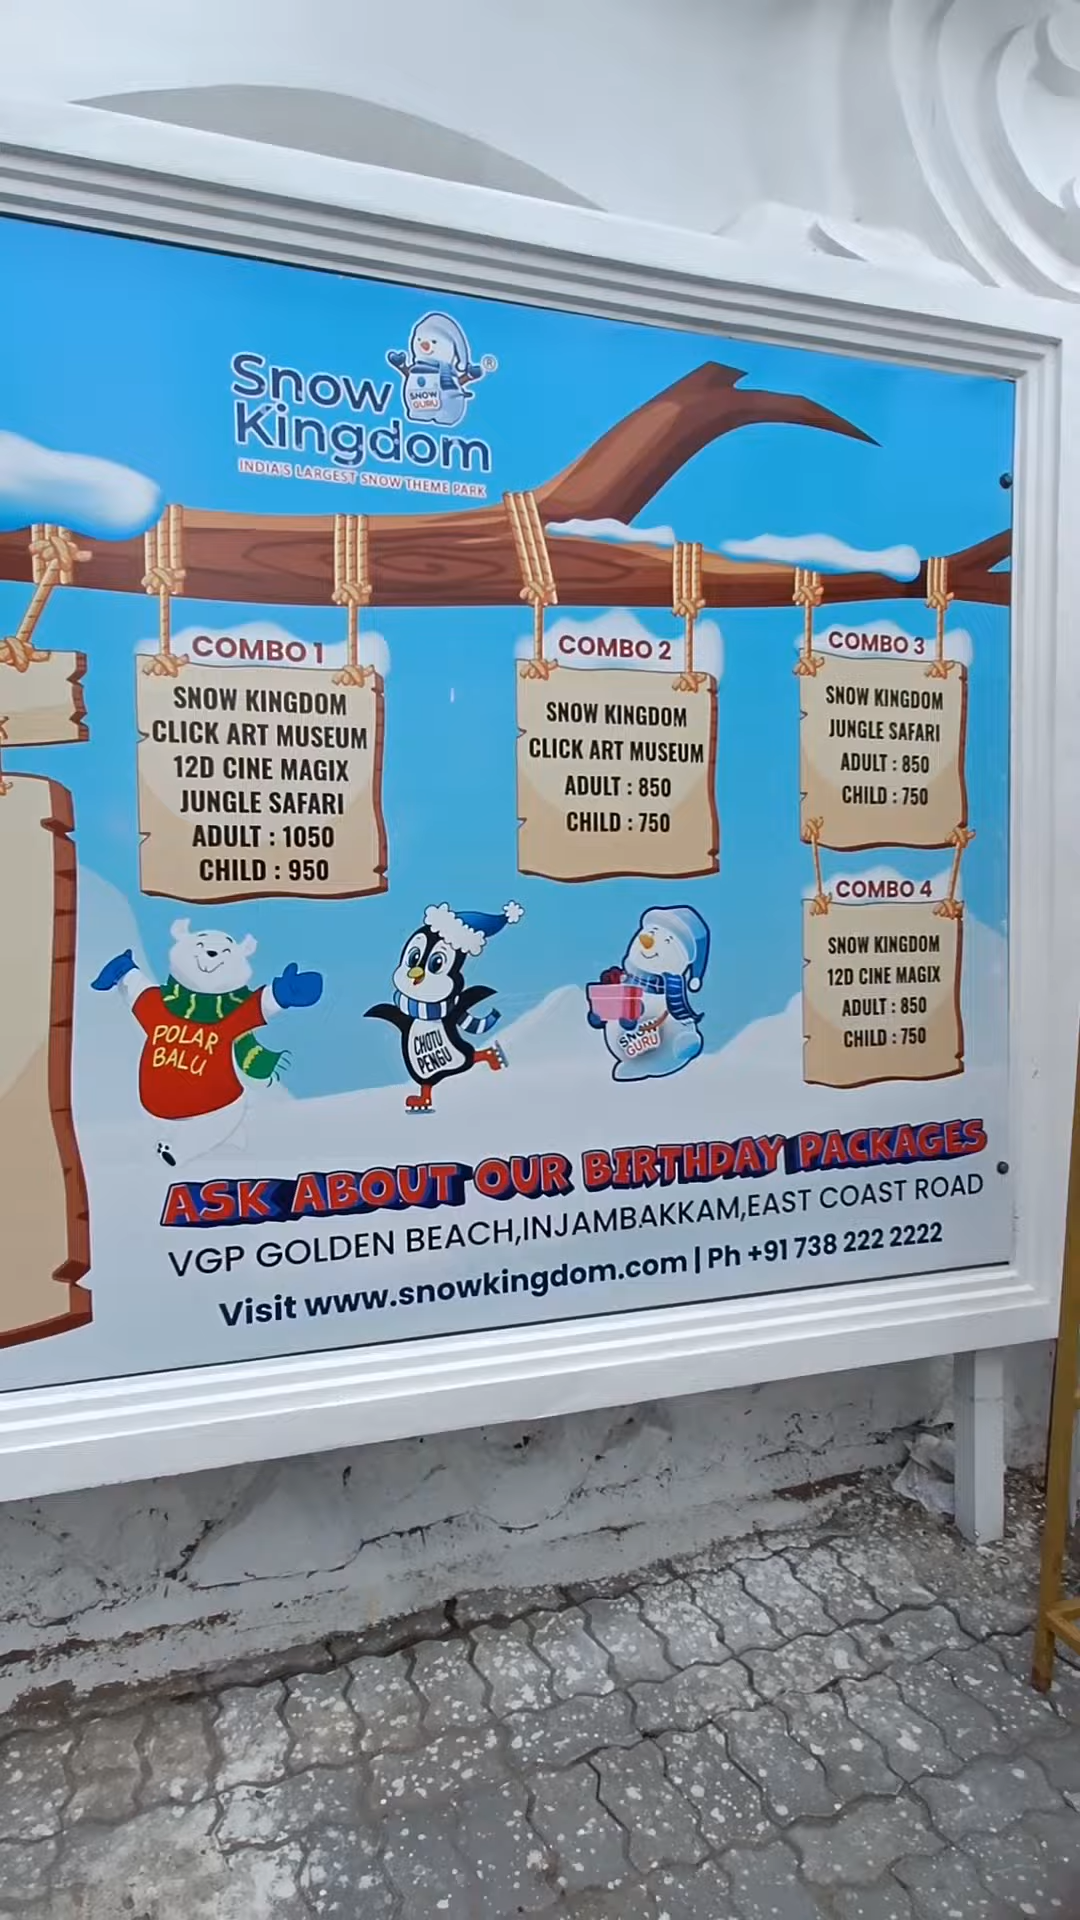 Snow
Kingdom
®
SNOW
GURU
INDIA'S LARGEST SNOW THEME PARK
COMBO 1
SNOW KINGDOM
CLICK ART MUSEUM
12D CINE MAGIX
JUNGLE SAFARI
ADULT : 1050
CHILD : 950
COMBO 2
SNOW KINGDOM
CLICK ART MUSEUM
ADULT : 850
CHILD : 750
COMBO 3
SNOW KINGDOM
JUNGLE SAFARI
ADULT : 850
CHILD : 750
COMBO 4
SNOW KINGDOM
12D CINE MAGIX
ADULT : 850
CHILD : 750
POLAR
BALU
CHOTU
PENGU
SNOW
GURU
ASK ABOUT OUR BIRTHDAY PACKAGES
VGP GOLDEN BEACH,INJAMBAKKAM,EAST COAST ROAD
Visit www.snowkingdom.com | Ph +91 738 222 2222